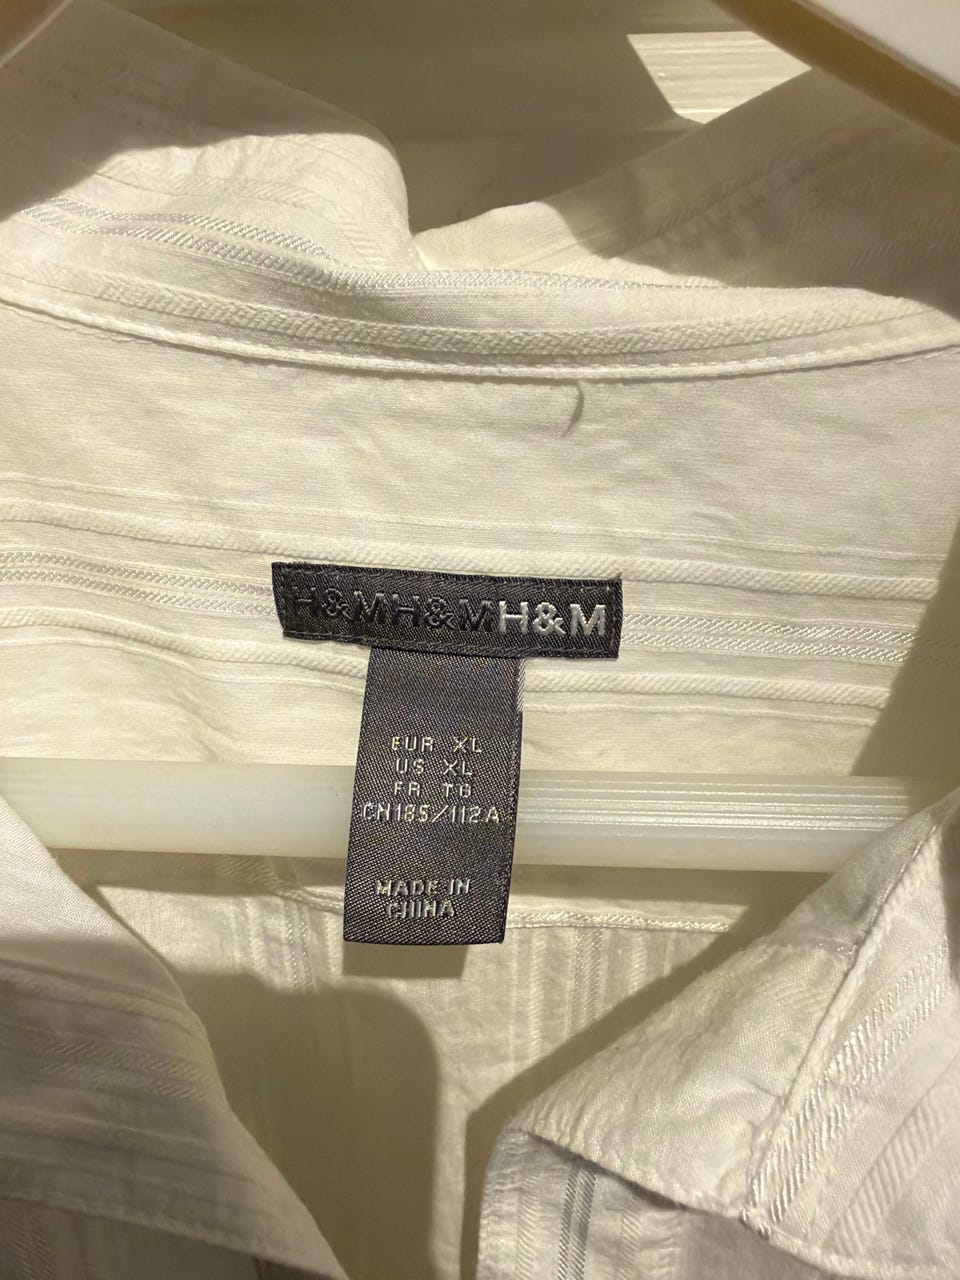 H&MH&MH&M
EUR XL
US XL
FR TG
CN185/112A
MADE IN
CHINA